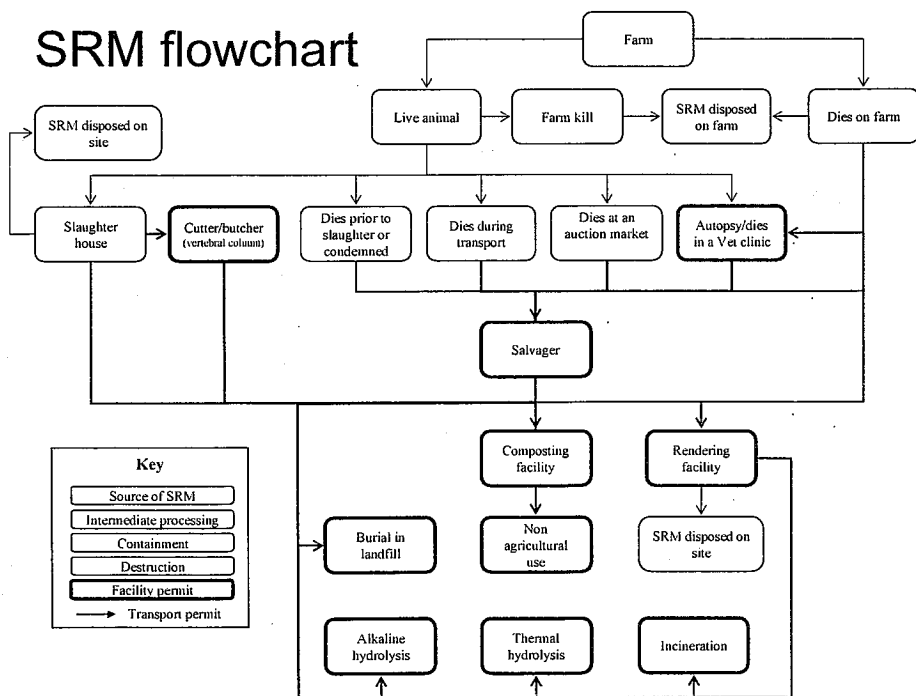 SRM flowchart
Farm
SRM disposed on
site
Live animal
Farm kill
SRM disposed
on farm
Dies on farm
Slaughter
house
Cutter/butcher
(vertebral column)
Dies prior to
slaughter or
condemned
Dies during
transport
Dies at an
auction market
Autopsy/dies
in a Vet clinic
Salvager
Composting
facility
Rendering
facility
Key
Source of SRM
Intermediate processing
Containment
Destruction
Facility permit
Transport permit
Burial in
landfill
Non
agricultural
use
SRM disposed
on site
Alkaline
hydrolysis
Thermal
hydrolysis
Incineration